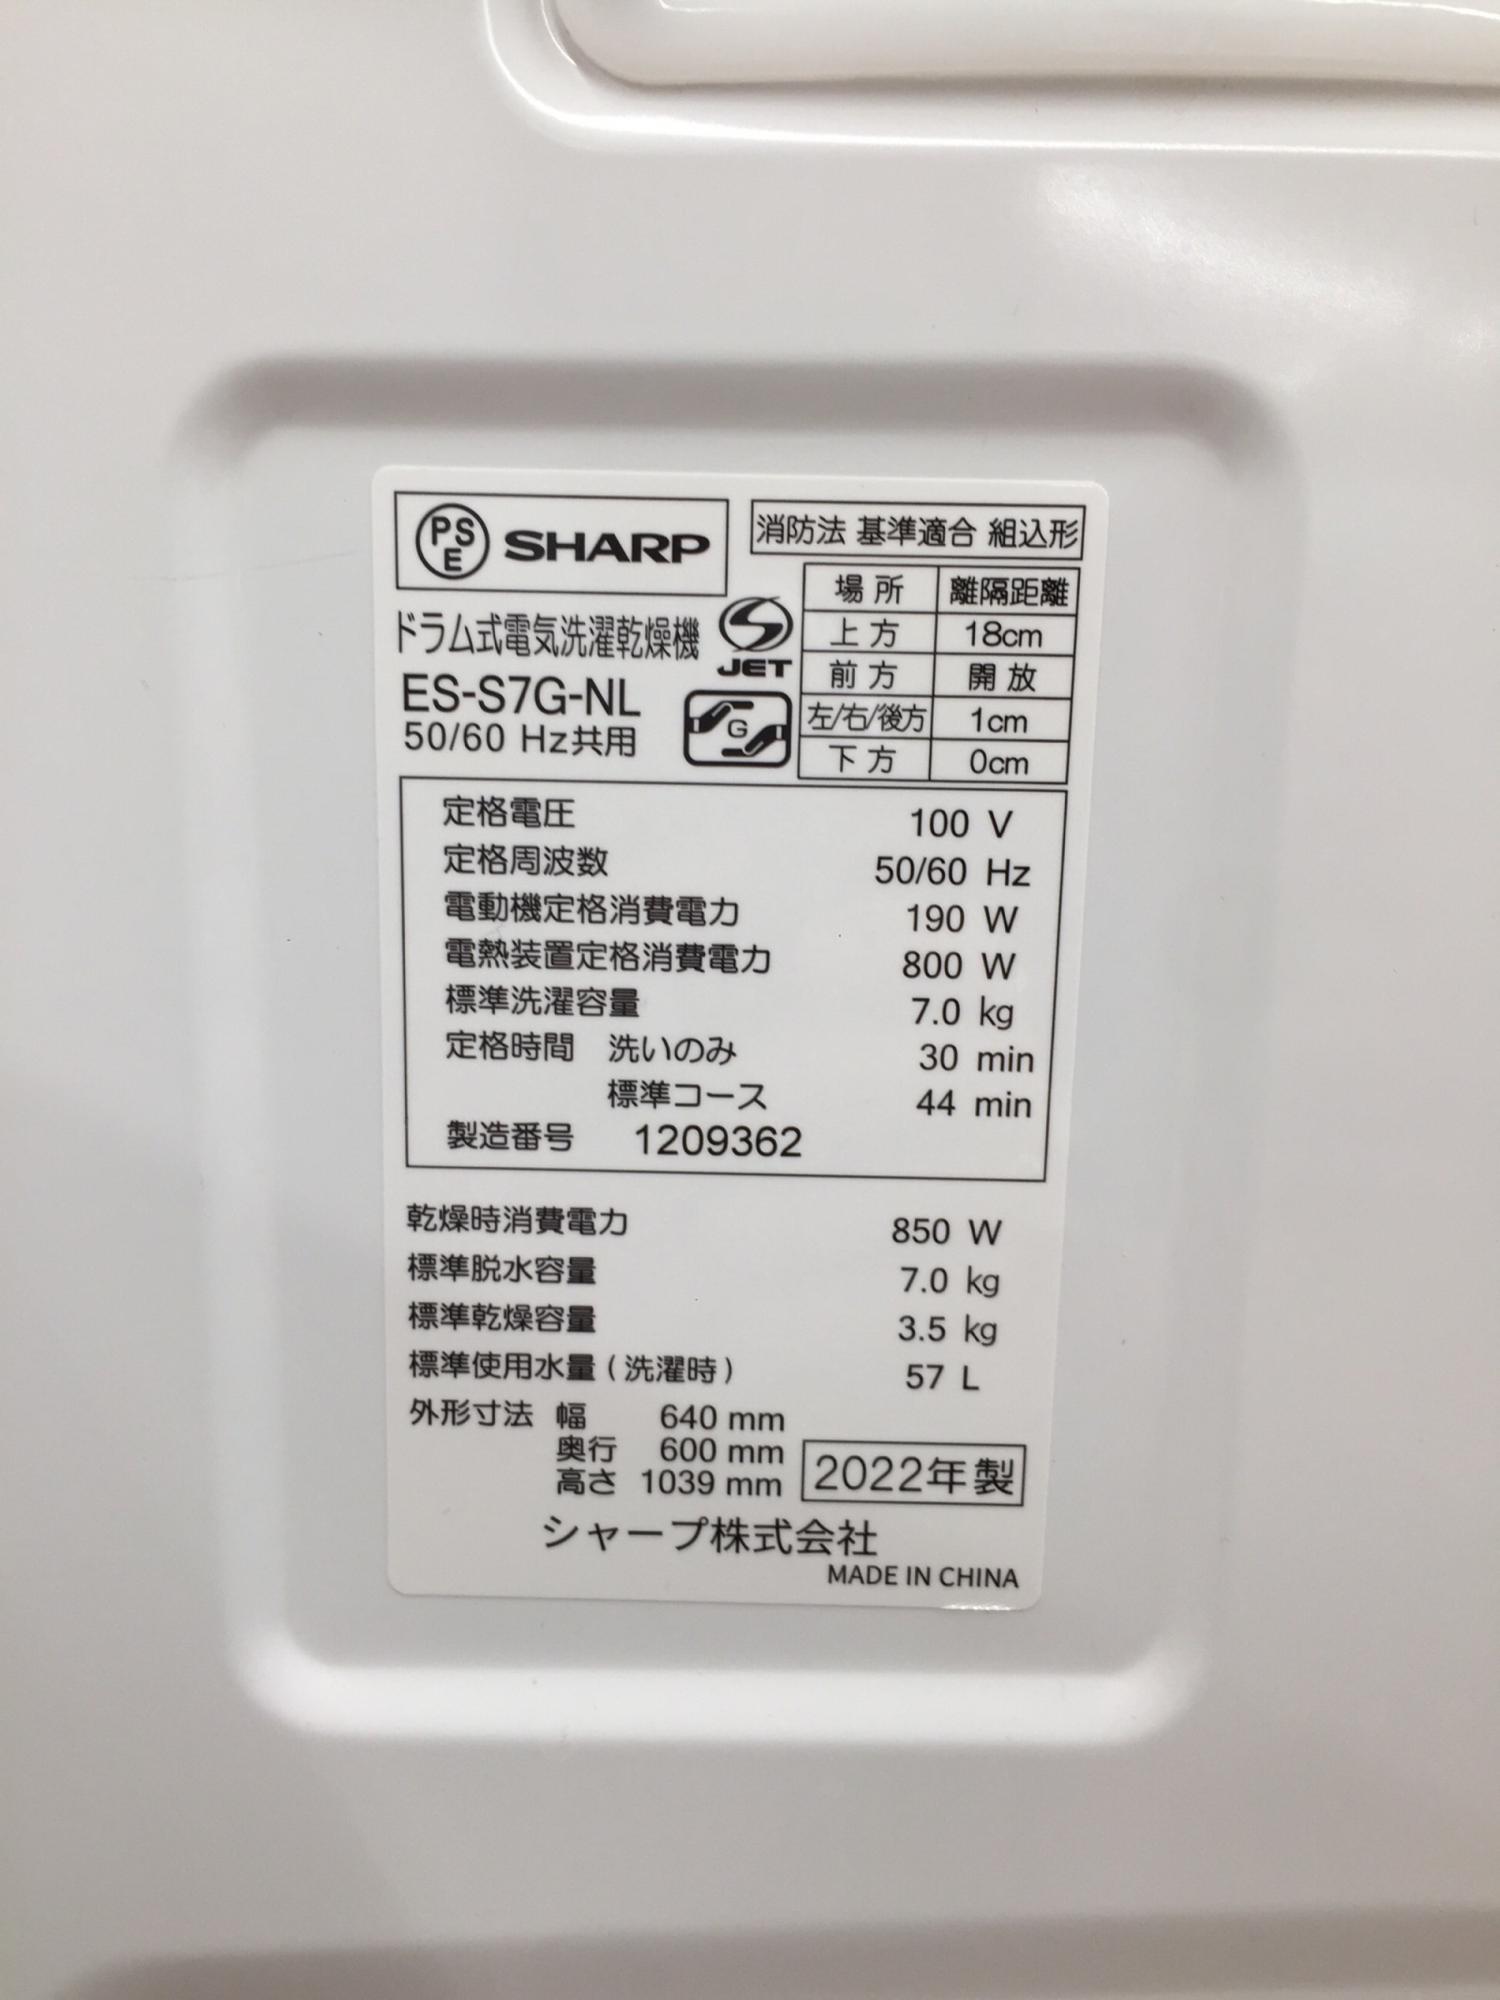 PSE SHARP
消防法 基準適合 組込形
場所 離隔距離
上方 18cm
前方 開放
左/右/後方 1cm
下方 0cm
ドラム式電気洗濯乾燥機
S JET
ES-S7G-NL
50/60 Hz共用
G
定格電圧 100 V
定格周波数 50/60 Hz
電動機定格消費電力 190 W
電熱装置定格消費電力 800 W
標準洗濯容量 7.0 kg
定格時間 洗いのみ 30 min
標準コース 44 min
製造番号 1209362
乾燥時消費電力 850 W
標準脱水容量 7.0 kg
標準乾燥容量 3.5 kg
標準使用水量(洗濯時) 57 L
外形寸法 幅 640 mm
奥行 600 mm
高さ 1039 mm
2022年製
シャープ株式会社
MADE IN CHINA